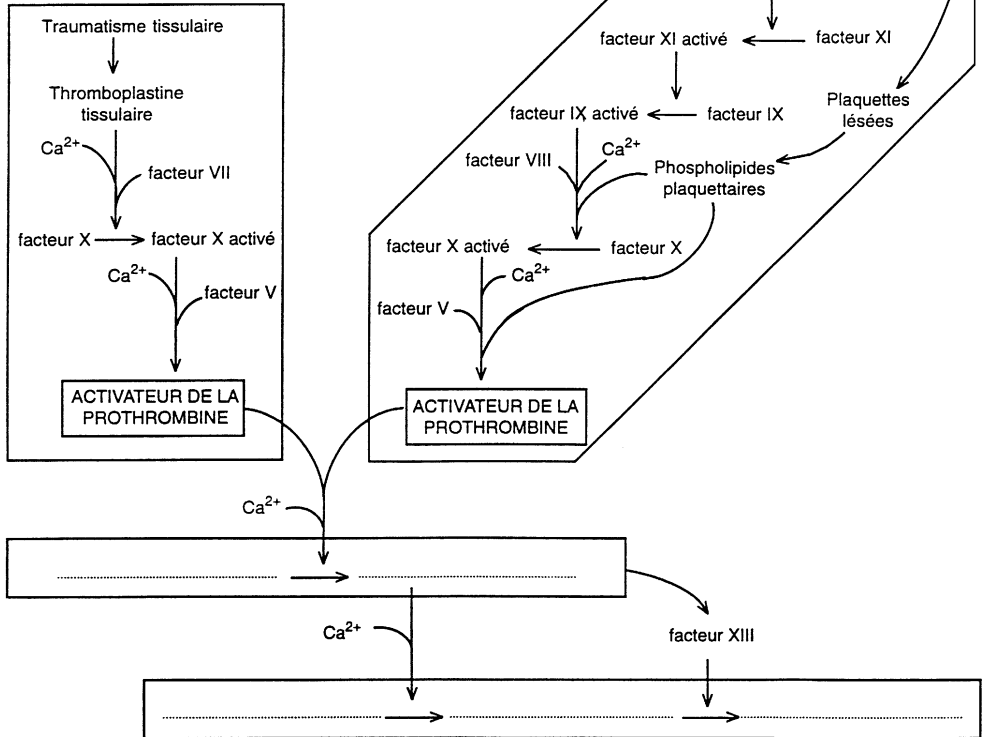 Traumatisme tissulaire
Thromboplastine
tissulaire
Ca2+
facteur VII
facteur X
facteur X activé
Ca2+
facteur V
ACTIVATEUR DE LA
PROTHROMBINE
facteur XI activé
facteur XI
facteur IX activé
facteur IX
Plaquettes
lésées
facteur VIII
Ca2+
Phospholipides
plaquettaires
facteur X activé
facteur X
Ca2+
facteur V
ACTIVATEUR DE LA
PROTHROMBINE
Ca2+
Ca2+
facteur XIII